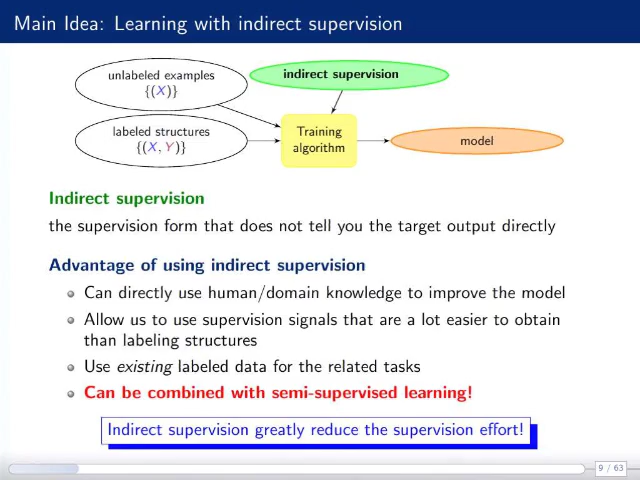 Main Idea: Learning with indirect supervision
unlabeled examples
{(X)}
indirect supervision
labeled structures
{(X, Y)}
Training
algorithm
model
Indirect supervision
the supervision form that does not tell you the target output directly
Advantage of using indirect supervision
Can directly use human/domain knowledge to improve the model
Allow us to use supervision signals that are a lot easier to obtain
than labeling structures
Use existing labeled data for the related tasks
Can be combined with semi-supervised learning!
Indirect supervision greatly reduce the supervision effort!
9 / 63